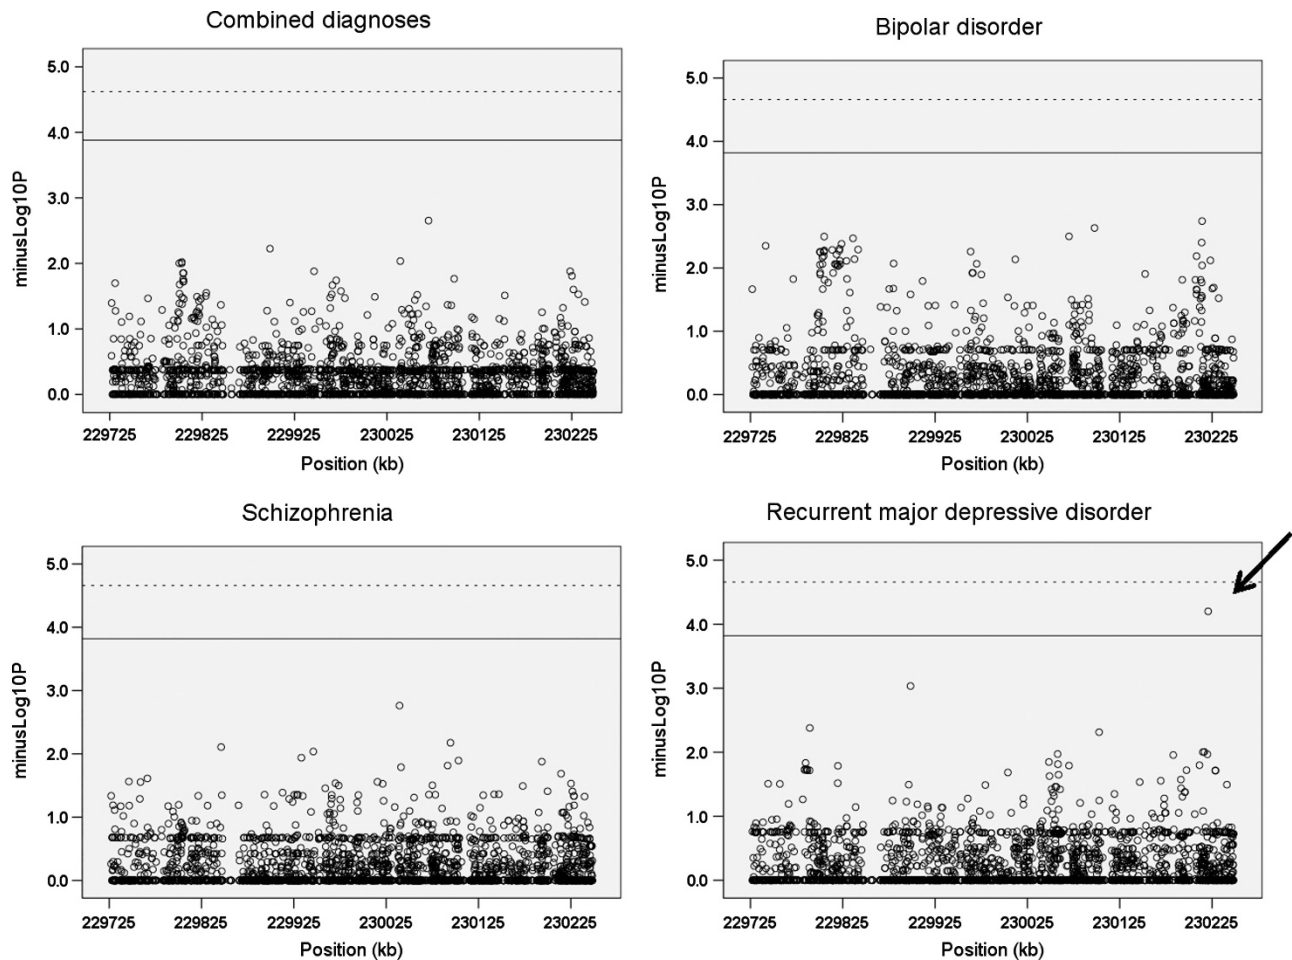 Combined diagnoses
minusLog10P
5.0
4.0
3.0
2.0
1.0
0.0
229725 229825 229925 230025 230125 230225
Position (kb)
Bipolar disorder
minusLog10P
5.0
4.0
3.0
2.0
1.0
0.0
229725 229825 229925 230025 230125 230225
Position (kb)
Schizophrenia
minusLog10P
5.0
4.0
3.0
2.0
1.0
0.0
229725 229825 229925 230025 230125 230225
Position (kb)
Recurrent major depressive disorder
minusLog10P
5.0
4.0
3.0
2.0
1.0
0.0
229725 229825 229925 230025 230125 230225
Position (kb)